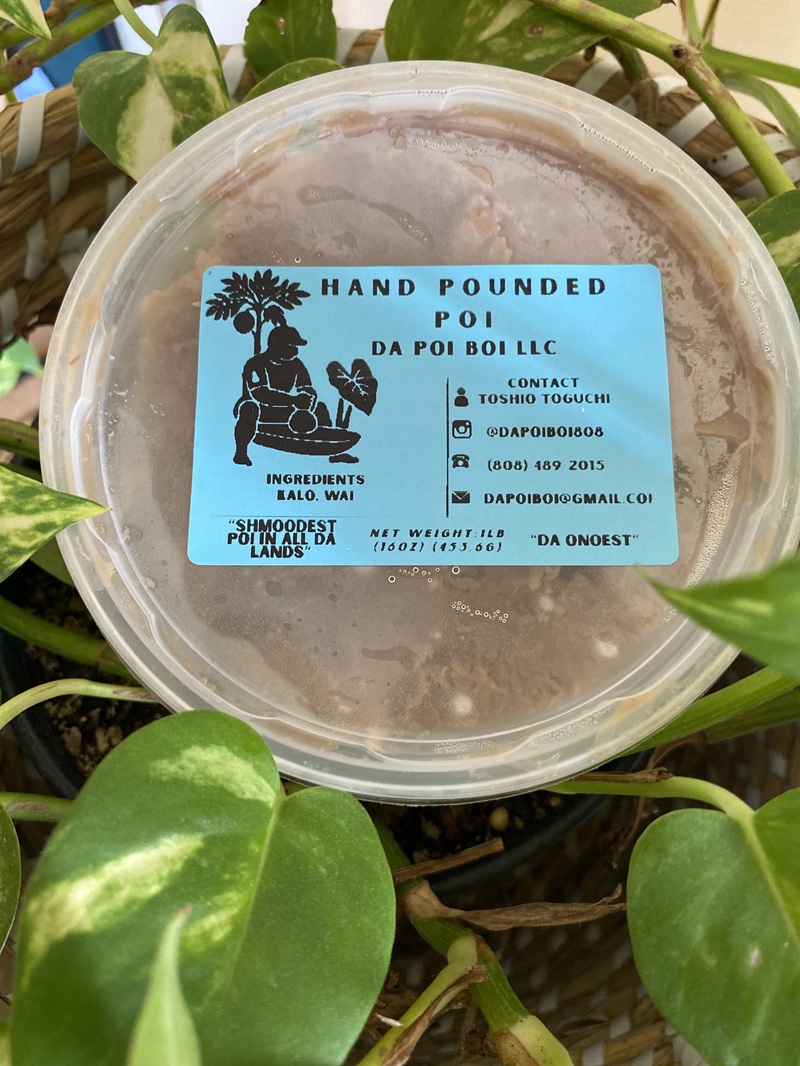 HAND POUNDED
POI
DA POI BOI LLC
CONTACT
TOSHIO TOGUCHI
@DAPOIBOI808
(808) 489 2015
DAPOIBOI@GMAIL.COI
INGREDIENTS
KALO, WAI
"SHMOODEST
POI IN ALL DA
LANDS"
NET WEIGHT:1LB
(16OZ) (453.6G)
"DA ONOEST"